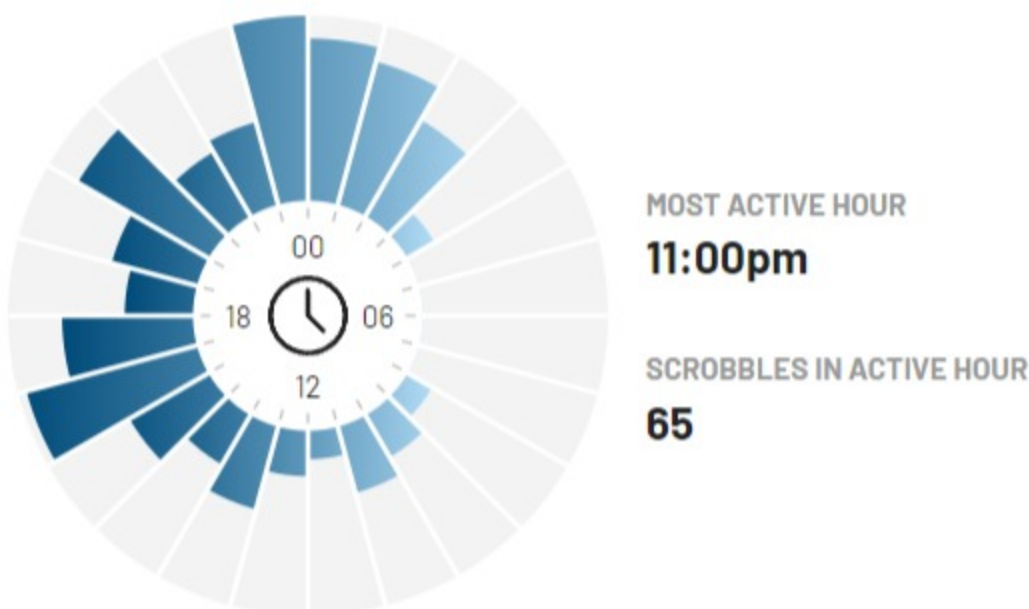 00
18
06
12
MOST ACTIVE HOUR
11:00pm
SCROBBLES IN ACTIVE HOUR
65